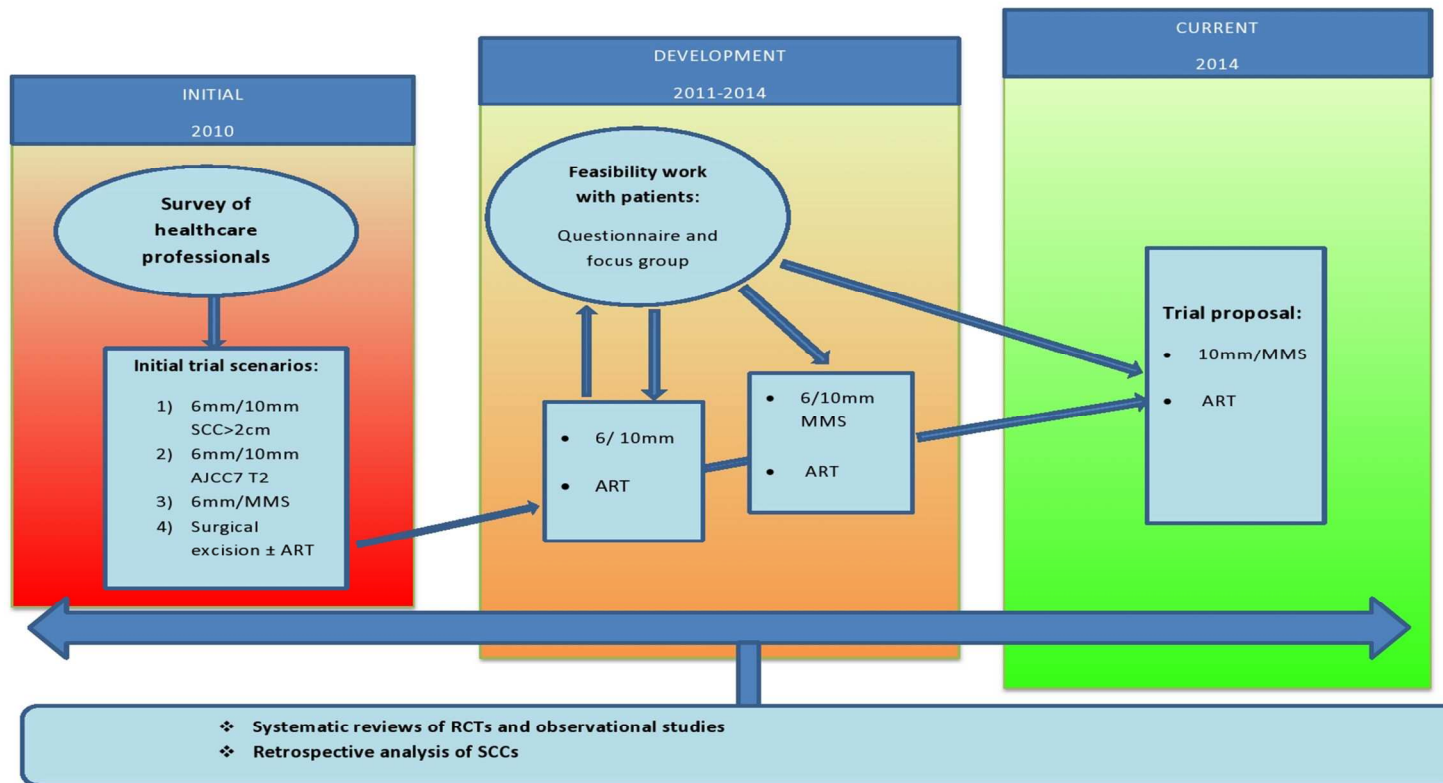 INITIAL
2010
Survey of
healthcare
professionals
Initial trial scenarios:
1) 6mm/10mm
SCC>2cm
2) 6mm/10mm
AJCC7 T2
3) 6mm/MMS
4) Surgical
excision ± ART
DEVELOPMENT
2011-2014
Feasibility work
with patients:
Questionnaire and
focus group
• 6/ 10mm
• ART
• 6/10mm
MMS
• ART
CURRENT
2014
Trial proposal:
• 10mm/MMS
• ART
❖ Systematic reviews of RCTs and observational studies
❖ Retrospective analysis of SCCs